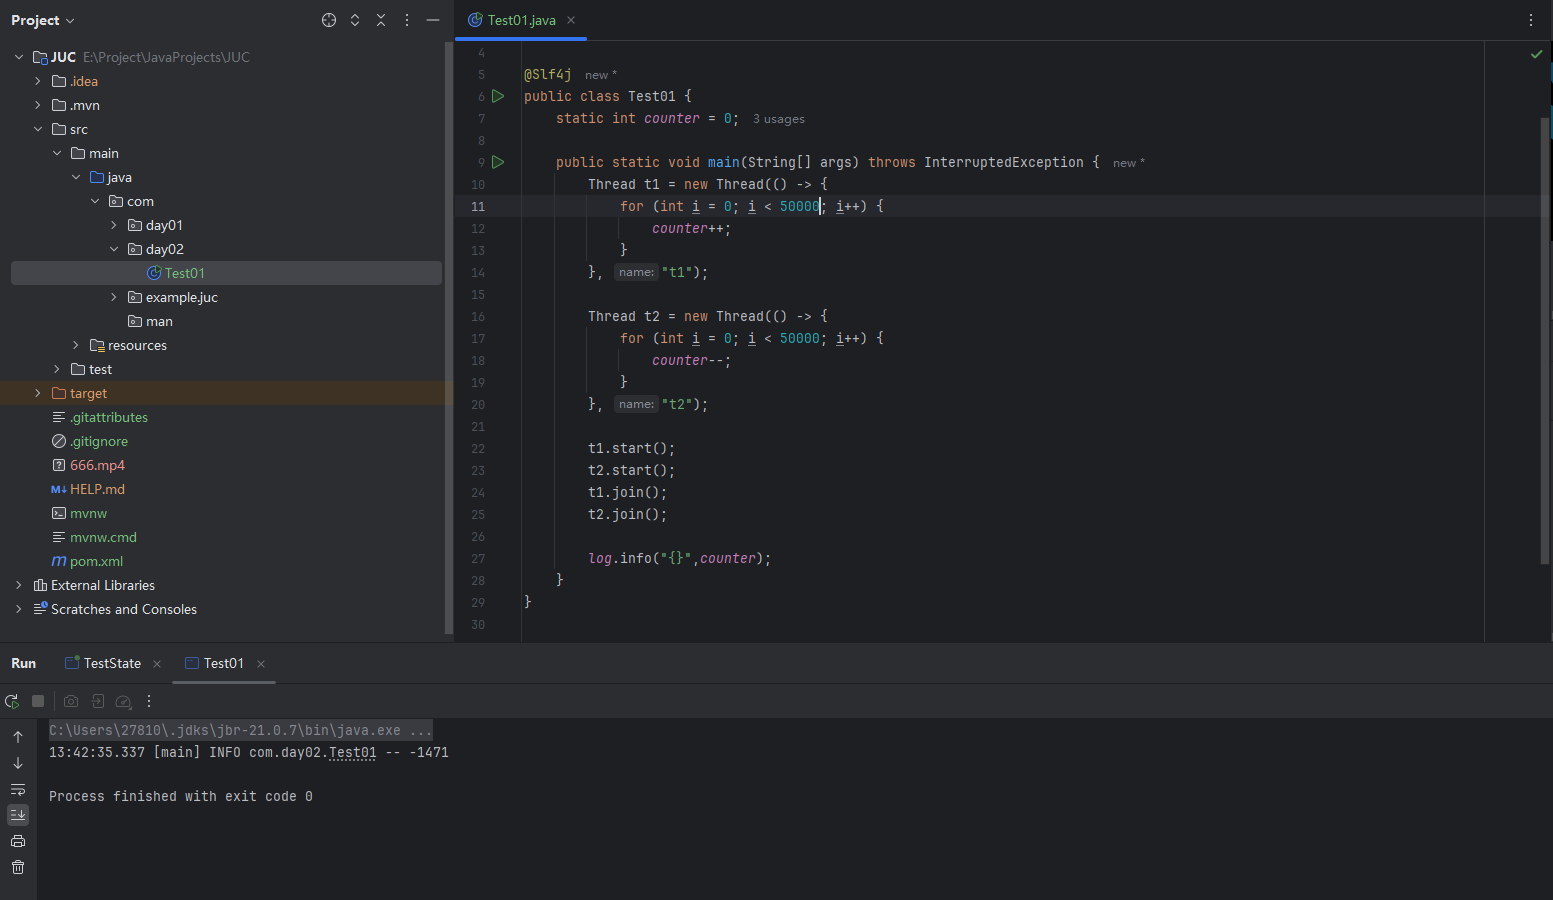 Project
JUC E:\Project\JavaProjects\JUC
.idea
.mvn
src
main
java
com
day01
day02
Test01
example.juc
man
resources
test
target
.gitattributes
.gitignore
666.mp4
M↓ HELP.md
mvnw
mvnw.cmd
m pom.xml
External Libraries
Scratches and Consoles
Test01.java
4
5 @Slf4j new *
6 public class Test01 {
7 static int counter = 0; 3 usages
8
9 public static void main(String[] args) throws InterruptedException { new *
10 Thread t1 = new Thread(() -> {
11 for (int i = 0; i < 50000; i++) {
12 counter++;
13 }
14 }, name: "t1");
15
16 Thread t2 = new Thread(() -> {
17 for (int i = 0; i < 50000; i++) {
18 counter--;
19 }
20 }, name: "t2");
21
22 t1.start();
23 t2.start();
24 t1.join();
25 t2.join();
26
27 log.info("{}",counter);
28 }
29 }
30
Run TestState Test01
C:\Users\27810\.jdks\jbr-21.0.7\bin\java.exe ...
13:42:35.337 [main] INFO com.day02.Test01 -- -1471
Process finished with exit code 0